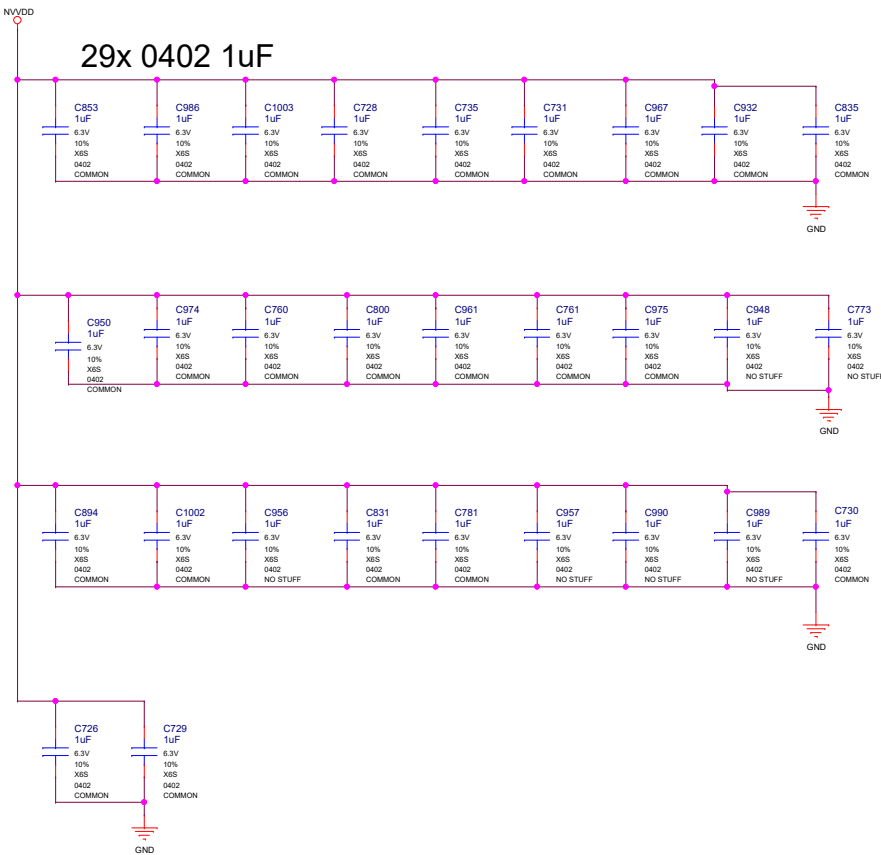 NVVDD
29x 0402 1uF
C853
1uF
6.3V
10%
X6S
0402
COMMON
C986
1uF
6.3V
10%
X6S
0402
COMMON
C1003
1uF
6.3V
10%
X6S
0402
COMMON
C728
1uF
6.3V
10%
X6S
0402
COMMON
C735
1uF
6.3V
10%
X6S
0402
COMMON
C731
1uF
6.3V
10%
X6S
0402
COMMON
C967
1uF
6.3V
10%
X6S
0402
COMMON
C932
1uF
6.3V
10%
X6S
0402
COMMON
C835
1uF
6.3V
10%
X6S
0402
COMMON
GND
C950
1uF
6.3V
10%
X6S
0402
COMMON
C974
1uF
6.3V
10%
X6S
0402
COMMON
C760
1uF
6.3V
10%
X6S
0402
COMMON
C800
1uF
6.3V
10%
X6S
0402
COMMON
C961
1uF
6.3V
10%
X6S
0402
COMMON
C761
1uF
6.3V
10%
X6S
0402
COMMON
C975
1uF
6.3V
10%
X6S
0402
COMMON
C948
1uF
6.3V
10%
X6S
0402
NO STUFF
C773
1uF
6.3V
10%
X6S
0402
NO STUFF
GND
C894
1uF
6.3V
10%
X6S
0402
COMMON
C1002
1uF
6.3V
10%
X6S
0402
COMMON
C956
1uF
6.3V
10%
X6S
0402
NO STUFF
C831
1uF
6.3V
10%
X6S
0402
COMMON
C781
1uF
6.3V
10%
X6S
0402
COMMON
C957
1uF
6.3V
10%
X6S
0402
NO STUFF
C990
1uF
6.3V
10%
X6S
0402
NO STUFF
C989
1uF
6.3V
10%
X6S
0402
NO STUFF
C730
1uF
6.3V
10%
X6S
0402
COMMON
GND
C726
1uF
6.3V
10%
X6S
0402
COMMON
C729
1uF
6.3V
10%
X6S
0402
COMMON
GND